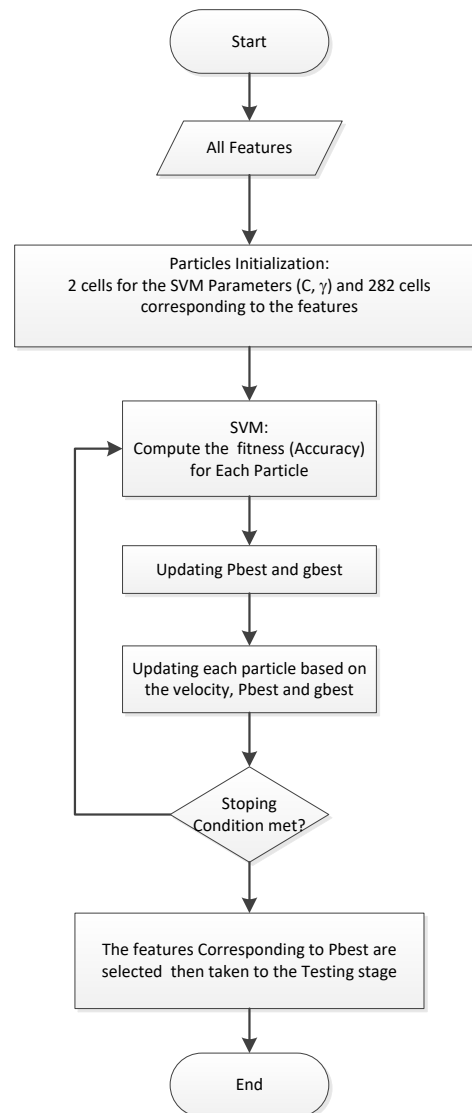 Start
All Features
Particles Initialization:
2 cells for the SVM Parameters (C, γ) and 282 cells
corresponding to the features
SVM:
Compute the fitness (Accuracy)
for Each Particle
Updating Pbest and gbest
Updating each particle based on
the velocity, Pbest and gbest
Stoping
Condition met?
The features Corresponding to Pbest are
selected then taken to the Testing stage
End